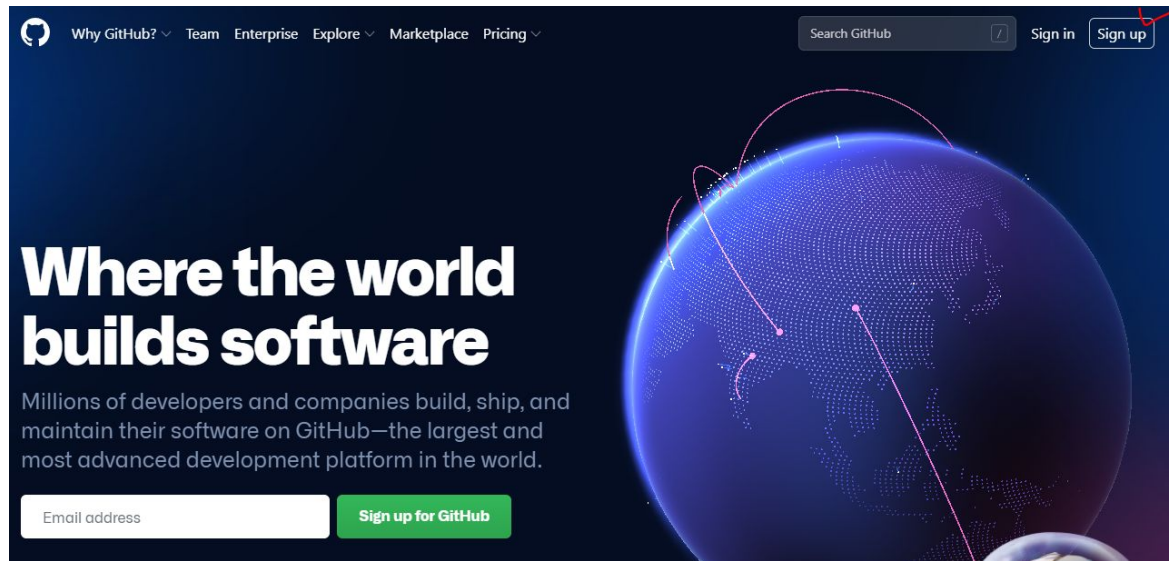 Why GitHub? Team Enterprise Explore Marketplace Pricing Search GitHub / Sign in Sign up
Where the world
builds software
Millions of developers and companies build, ship, and
maintain their software on GitHub—the largest and
most advanced development platform in the world.
Email address Sign up for GitHub